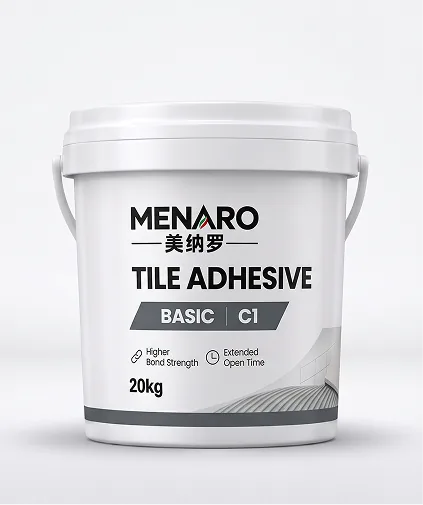 MENARO
美纳罗
TILE ADHESIVE
BASIC | C1
Higher
Bond Strength
Extended
Open Time
20kg